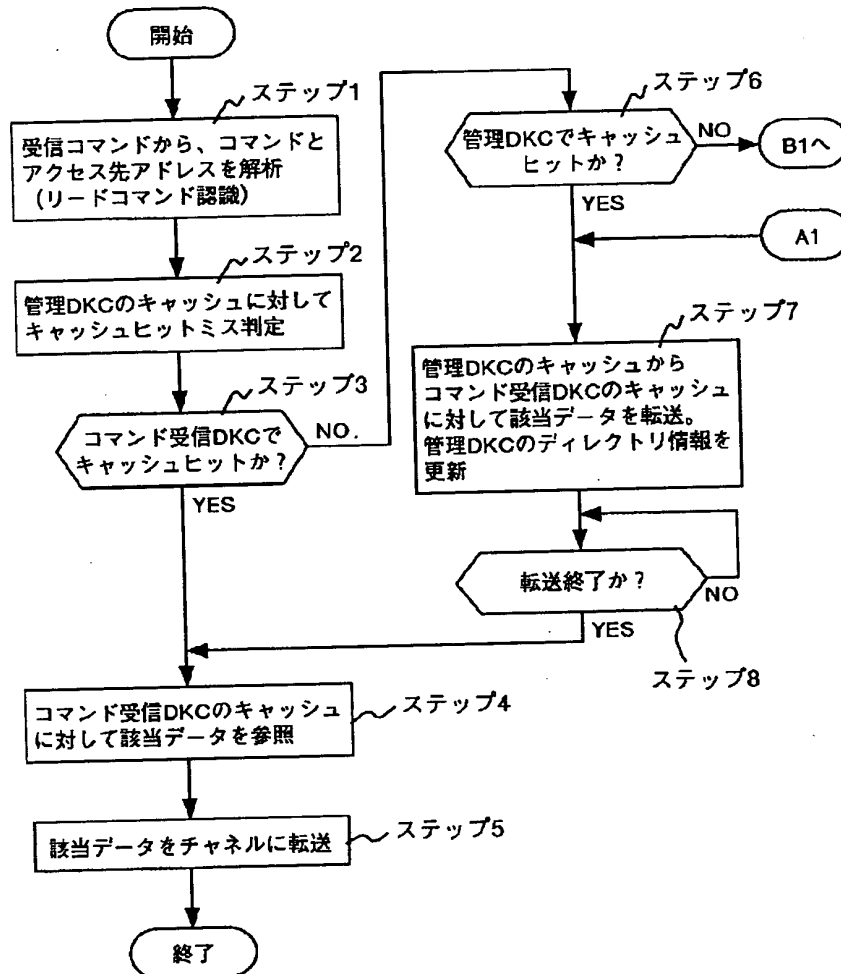 開始
ステップ1
受信コマンドから、コマンドと
アクセス先アドレスを解析
（リードコマンド認識）
ステップ2
管理DKCのキャッシュに対して
キャッシュヒットミス判定
ステップ3
コマンド受信DKCで
キャッシュヒットか？
NO.
YES
ステップ6
管理DKCでキャッシュ
ヒットか？
NO
B1へ
YES
A1
ステップ7
管理DKCのキャッシュから
コマンド受信DKCのキャッシュ
に対して該当データを転送。
管理DKCのディレクトリ情報を
更新
転送終了か？
NO
YES
ステップ8
コマンド受信DKCのキャッシュ
に対して該当データを参照
ステップ4
該当データをチャネルに転送
ステップ5
終了